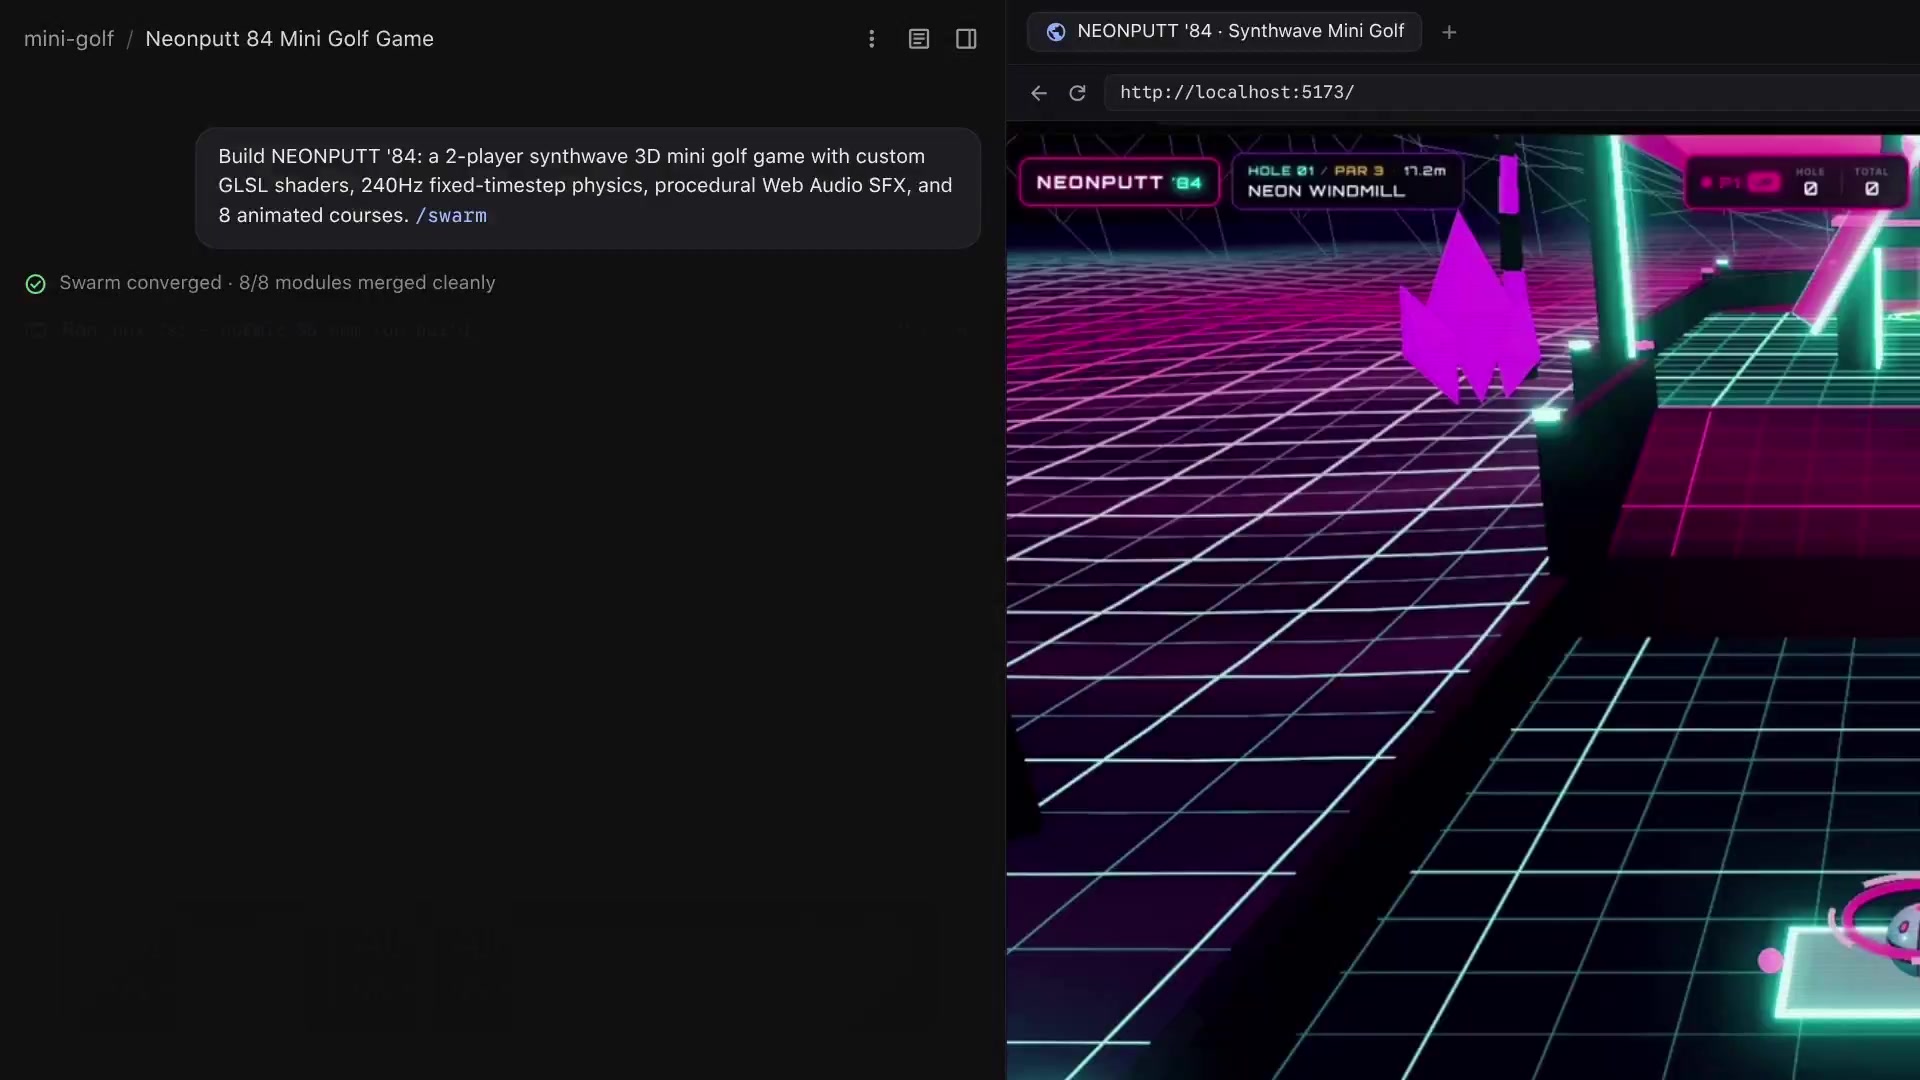 mini-golf / Neonputt 84 Mini Golf Game
Build NEONPUTT '84: a 2-player synthwave 3D mini golf game with custom
GLSL shaders, 240Hz fixed-timestep physics, procedural Web Audio SFX, and
8 animated courses. /swarm
Swarm converged · 8/8 modules merged cleanly
NEONPUTT '84 · Synthwave Mini Golf
http://localhost:5173/
NEONPUTT '84
HOLE 01 / PAR 3 · 17.2m
NEON WINDMILL
P1
HOLE
0
TOTAL
0